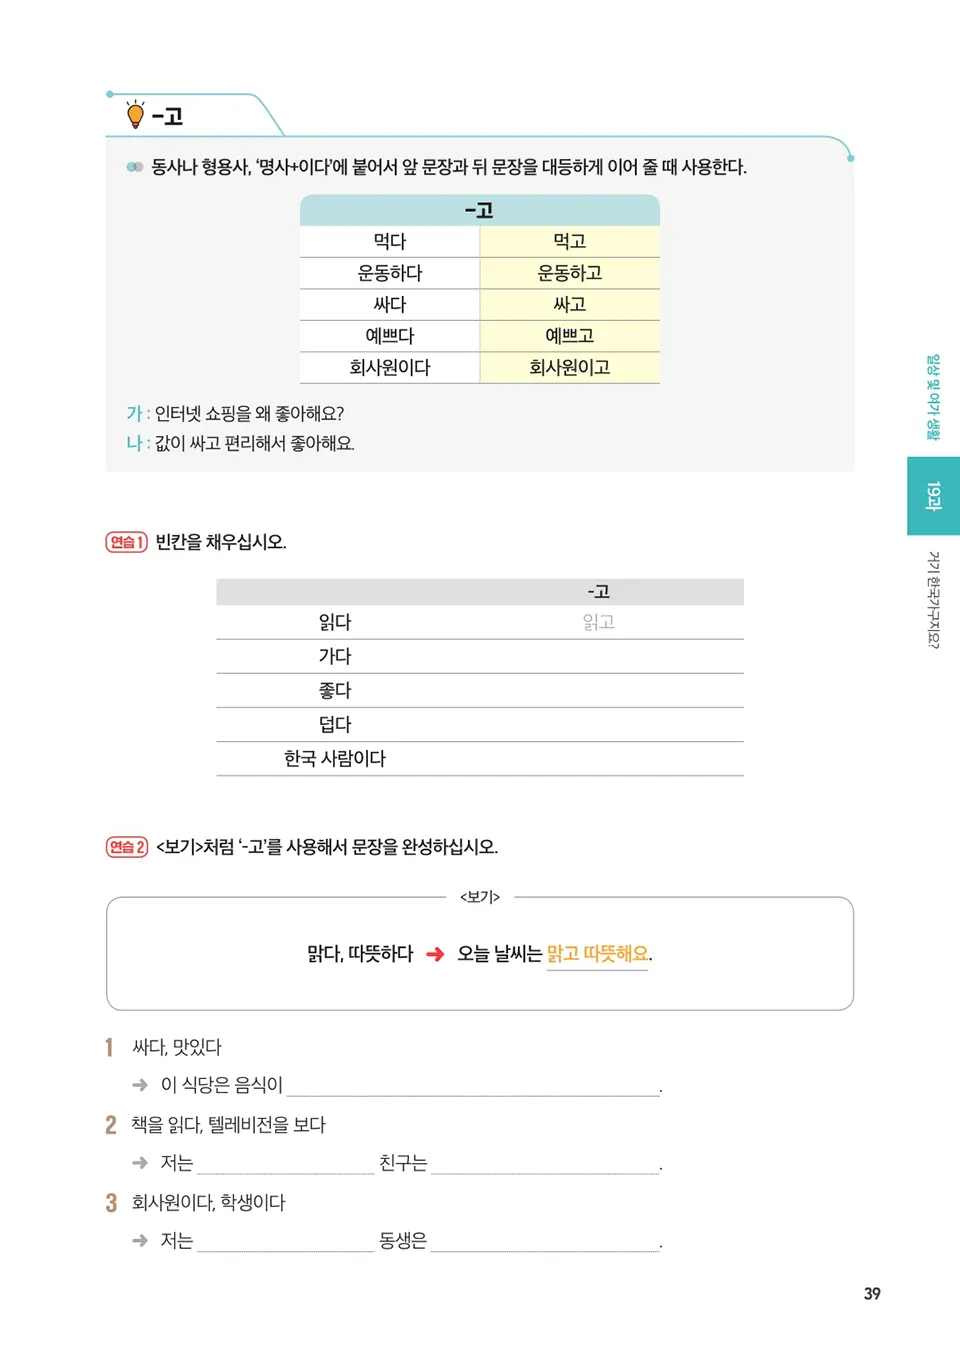 -고
동사나 형용사, '명사+이다'에 붙어서 앞 문장과 뒤 문장을 대등하게 이어 줄 때 사용한다.
-고
먹다 먹고
운동하다 운동하고
싸다 싸고
예쁘다 예쁘고
회사원이다 회사원이고
가 : 인터넷 쇼핑을 왜 좋아해요?
나 : 값이 싸고 편리해서 좋아해요.
연습 1 빈칸을 채우십시오.
-고
읽다 읽고
가다
좋다
덥다
한국 사람이다
연습 2 <보기>처럼 '-고'를 사용해서 문장을 완성하십시오.
<보기>
맑다, 따뜻하다 ➜ 오늘 날씨는 맑고 따뜻해요.
1 싸다, 맛있다
➜ 이 식당은 음식이 .
2 책을 읽다, 텔레비전을 보다
➜ 저는 친구는 .
3 회사원이다, 학생이다
➜ 저는 동생은 .
일상 및 여가 생활
19과
거기 한국가구지요?
39